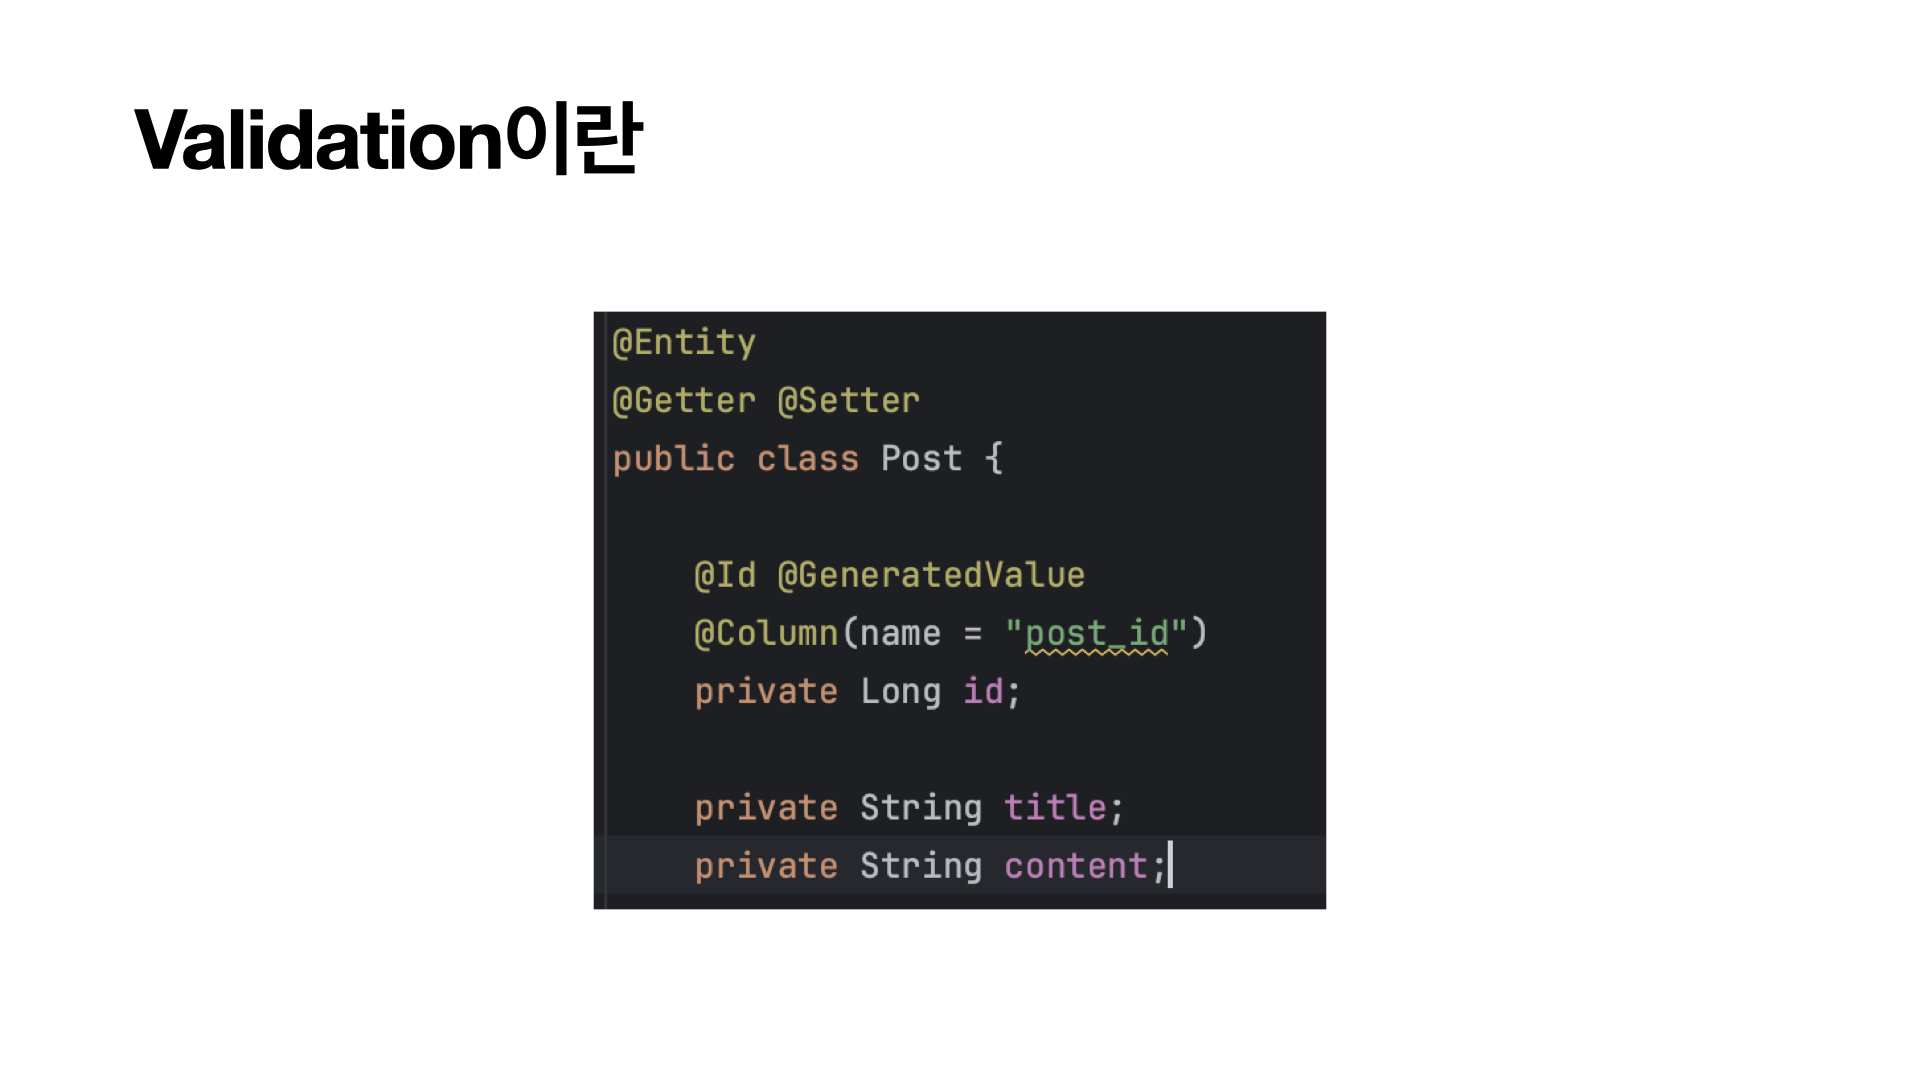 Validation이란
@Entity
@Getter @Setter
public class Post {
@Id @GeneratedValue
@Column(name = "post_id")
private Long id;
private String title;
private String content;